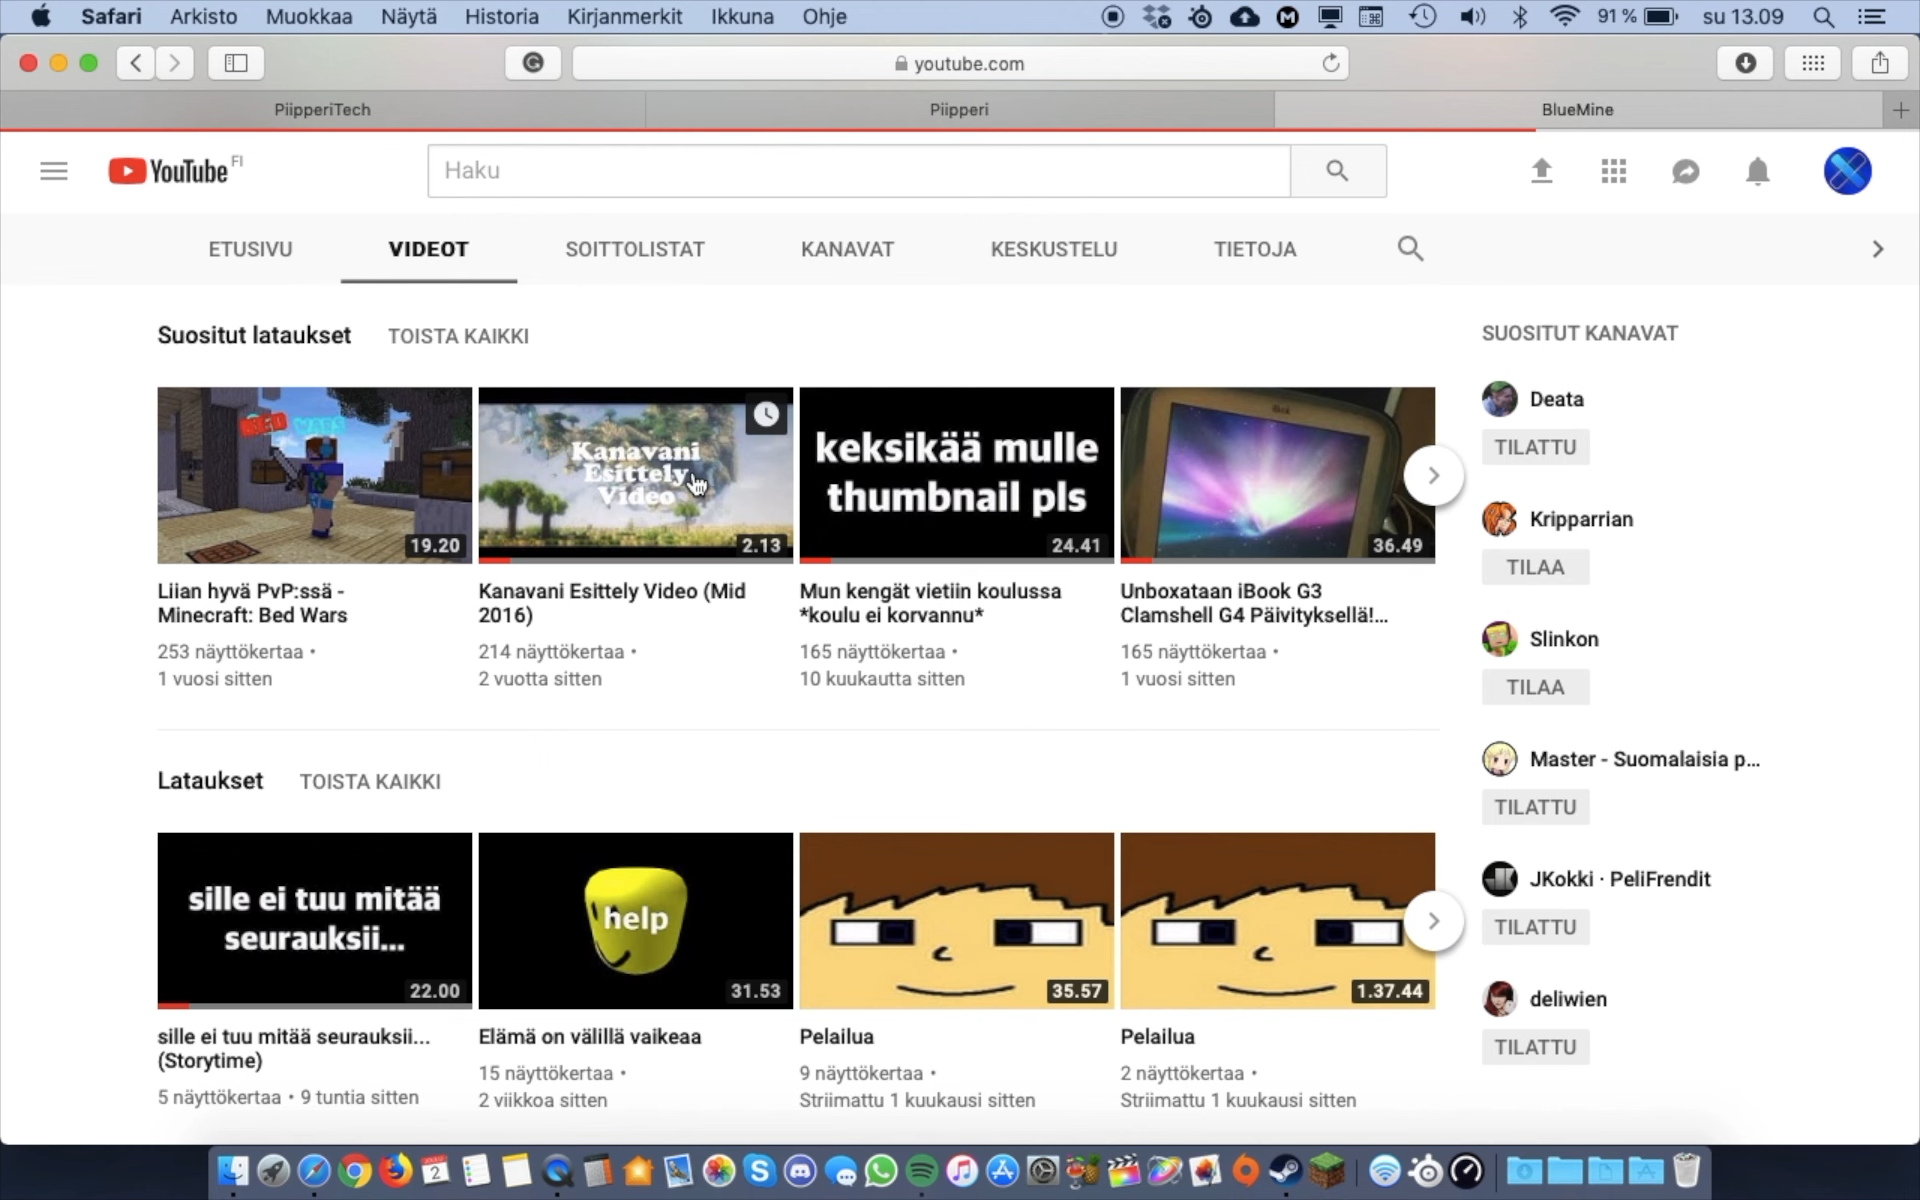 Safari Arkisto Muokkaa Näytä Historia Kirjanmerkit Ikkuna Ohje 91 % su 13.09
youtube.com
PiipperiTech Piipperi BlueMine
YouTube FI Haku
ETUSIVU VIDEOT SOITTOLISTAT KANAVAT KESKUSTELU TIETOJA
Suositut lataukset TOISTA KAIKKI
BED WARS
19.20
Kanavani
Esittely
Video
2.13
keksikää mulle
thumbnail pls
24.41
36.49
Liian hyvä PvP:ssä -
Minecraft: Bed Wars
253 näyttökertaa •
1 vuosi sitten
Kanavani Esittely Video (Mid
2016)
214 näyttökertaa •
2 vuotta sitten
Mun kengät vietiin koulussa
*koulu ei korvannu*
165 näyttökertaa •
10 kuukautta sitten
Unboxataan iBook G3
Clamshell G4 Päivityksellä!...
165 näyttökertaa •
1 vuosi sitten
Lataukset TOISTA KAIKKI
sille ei tuu mitää
seurauksii...
22.00
help
31.53
35.57
1.37.44
sille ei tuu mitää seurauksii...
(Storytime)
5 näyttökertaa • 9 tuntia sitten
Elämä on välillä vaikeaa
15 näyttökertaa •
2 viikkoa sitten
Pelailua
9 näyttökertaa •
Striimattu 1 kuukausi sitten
Pelailua
2 näyttökertaa •
Striimattu 1 kuukausi sitten
SUOSITUT KANAVAT
Deata
TILATTU
Kripparrian
TILAA
Slinkon
TILAA
Master - Suomalaisia p...
TILATTU
JKokki · PeliFrendit
TILATTU
deliwien
TILATTU
2